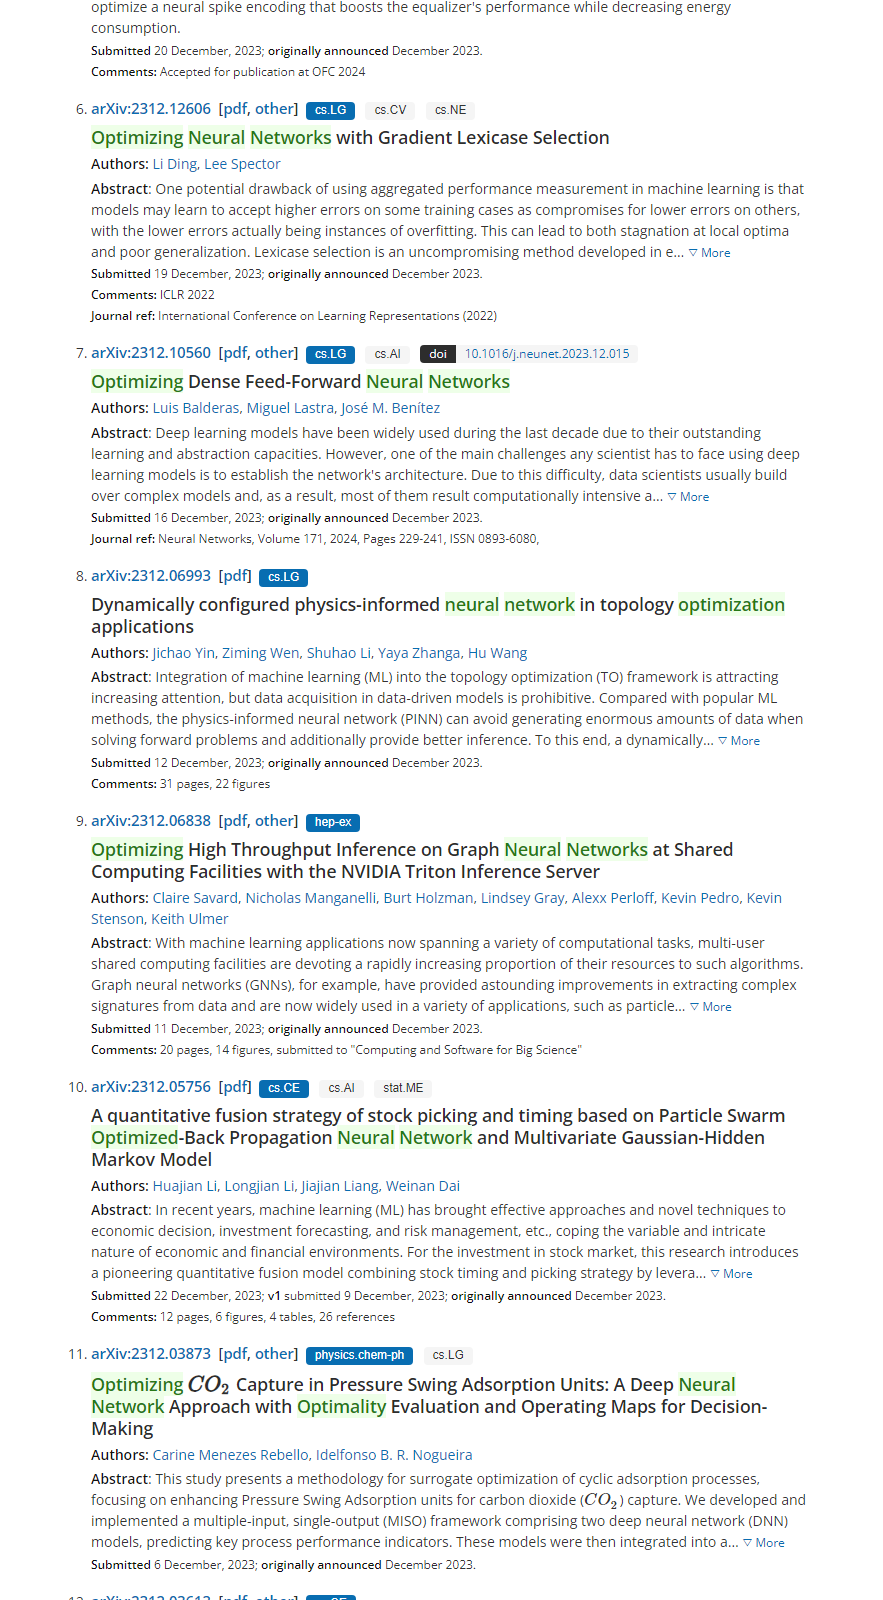 optimize a neural spike encoding that boosts the equalizer's performance while decreasing energy
consumption.
Submitted 20 December, 2023; originally announced December 2023.
Comments: Accepted for publication at OFC 2024
6. arXiv:2312.12606 [pdf, other] cs.LG cs.CV cs.NE
Optimizing Neural Networks with Gradient Lexicase Selection
Authors: Li Ding, Lee Spector
Abstract: One potential drawback of using aggregated performance measurement in machine learning is that
models may learn to accept higher errors on some training cases as compromises for lower errors on others,
with the lower errors actually being instances of overfitting. This can lead to both stagnation at local optima
and poor generalization. Lexicase selection is an uncompromising method developed in e... ▽ More
Submitted 19 December, 2023; originally announced December 2023.
Comments: ICLR 2022
Journal ref: International Conference on Learning Representations (2022)
7. arXiv:2312.10560 [pdf, other] cs.LG cs.AI doi 10.1016/j.neunet.2023.12.015
Optimizing Dense Feed-Forward Neural Networks
Authors: Luis Balderas, Miguel Lastra, José M. Benítez
Abstract: Deep learning models have been widely used during the last decade due to their outstanding
learning and abstraction capacities. However, one of the main challenges any scientist has to face using deep
learning models is to establish the network's architecture. Due to this difficulty, data scientists usually build
over complex models and, as a result, most of them result computationally intensive a... ▽ More
Submitted 16 December, 2023; originally announced December 2023.
Journal ref: Neural Networks, Volume 171, 2024, Pages 229-241, ISSN 0893-6080,
8. arXiv:2312.06993 [pdf] cs.LG
Dynamically configured physics-informed neural network in topology optimization
applications
Authors: Jichao Yin, Ziming Wen, Shuhao Li, Yaya Zhanga, Hu Wang
Abstract: Integration of machine learning (ML) into the topology optimization (TO) framework is attracting
increasing attention, but data acquisition in data-driven models is prohibitive. Compared with popular ML
methods, the physics-informed neural network (PINN) can avoid generating enormous amounts of data when
solving forward problems and additionally provide better inference. To this end, a dynamically... ▽ More
Submitted 12 December, 2023; originally announced December 2023.
Comments: 31 pages, 22 figures
9. arXiv:2312.06838 [pdf, other] hep-ex
Optimizing High Throughput Inference on Graph Neural Networks at Shared
Computing Facilities with the NVIDIA Triton Inference Server
Authors: Claire Savard, Nicholas Manganelli, Burt Holzman, Lindsey Gray, Alexx Perloff, Kevin Pedro, Kevin
Stenson, Keith Ulmer
Abstract: With machine learning applications now spanning a variety of computational tasks, multi-user
shared computing facilities are devoting a rapidly increasing proportion of their resources to such algorithms.
Graph neural networks (GNNs), for example, have provided astounding improvements in extracting complex
signatures from data and are now widely used in a variety of applications, such as particle... ▽ More
Submitted 11 December, 2023; originally announced December 2023.
Comments: 20 pages, 14 figures, submitted to "Computing and Software for Big Science"
10. arXiv:2312.05756 [pdf] cs.CE cs.AI stat.ME
A quantitative fusion strategy of stock picking and timing based on Particle Swarm
Optimized-Back Propagation Neural Network and Multivariate Gaussian-Hidden
Markov Model
Authors: Huajian Li, Longjian Li, Jiajian Liang, Weinan Dai
Abstract: In recent years, machine learning (ML) has brought effective approaches and novel techniques to
economic decision, investment forecasting, and risk management, etc., coping the variable and intricate
nature of economic and financial environments. For the investment in stock market, this research introduces
a pioneering quantitative fusion model combining stock timing and picking strategy by levera... ▽ More
Submitted 22 December, 2023; v1 submitted 9 December, 2023; originally announced December 2023.
Comments: 12 pages, 6 figures, 4 tables, 26 references
11. arXiv:2312.03873 [pdf, other] physics.chem-ph cs.LG
Optimizing CO₂ Capture in Pressure Swing Adsorption Units: A Deep Neural
Network Approach with Optimality Evaluation and Operating Maps for Decision-
Making
Authors: Carine Menezes Rebello, Idelfonso B. R. Nogueira
Abstract: This study presents a methodology for surrogate optimization of cyclic adsorption processes,
focusing on enhancing Pressure Swing Adsorption units for carbon dioxide (CO₂) capture. We developed and
implemented a multiple-input, single-output (MISO) framework comprising two deep neural network (DNN)
models, predicting key process performance indicators. These models were then integrated into a... ▽ More
Submitted 6 December, 2023; originally announced December 2023.